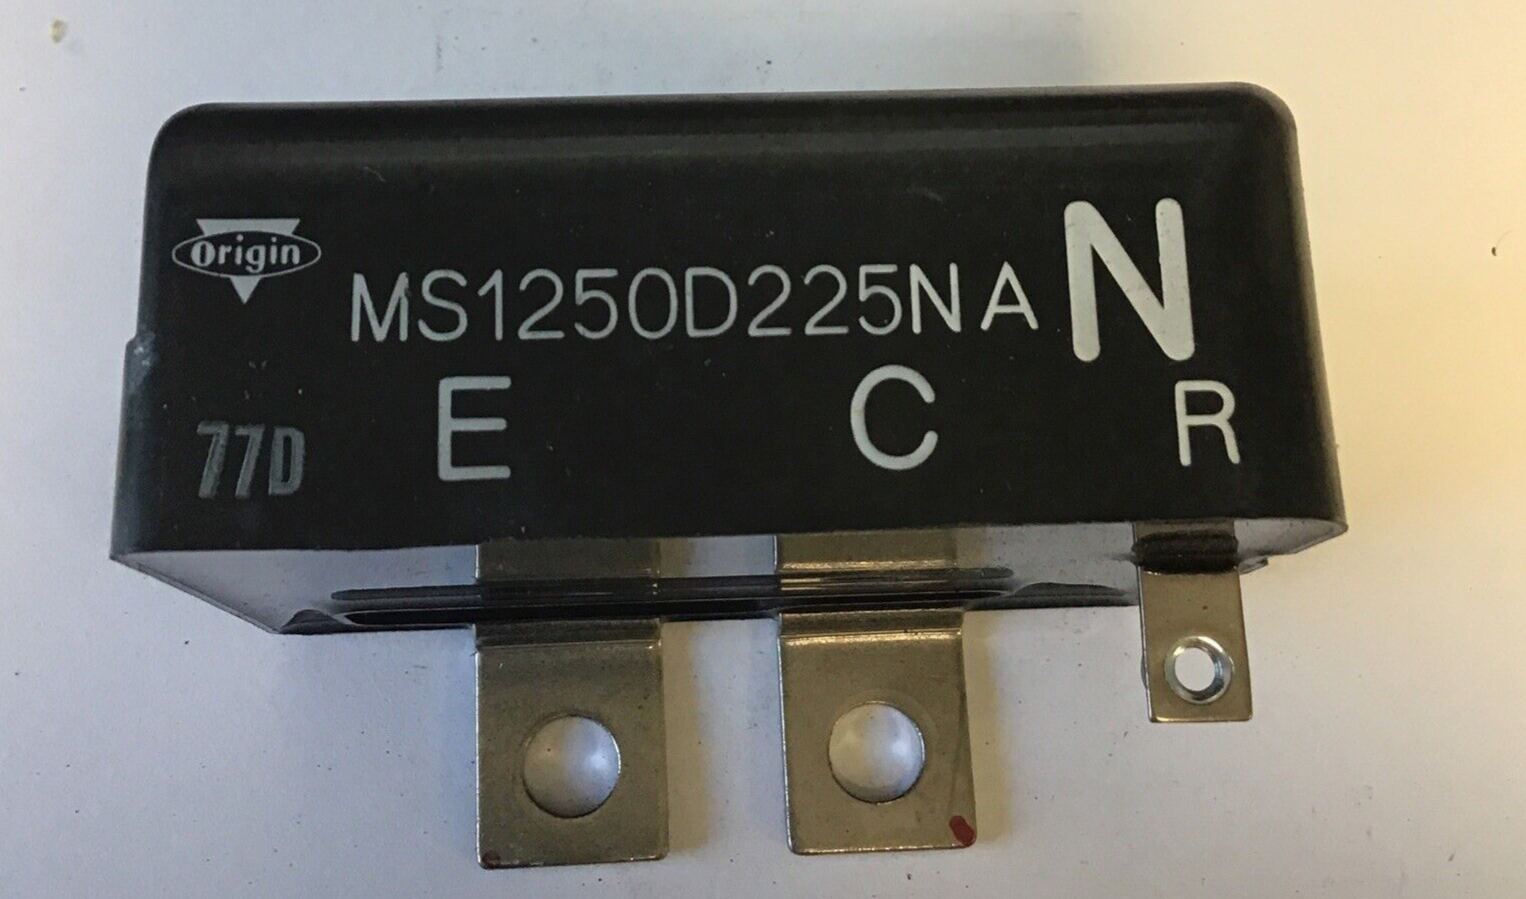 Origin
MS1250D225NA N
E C R
77D